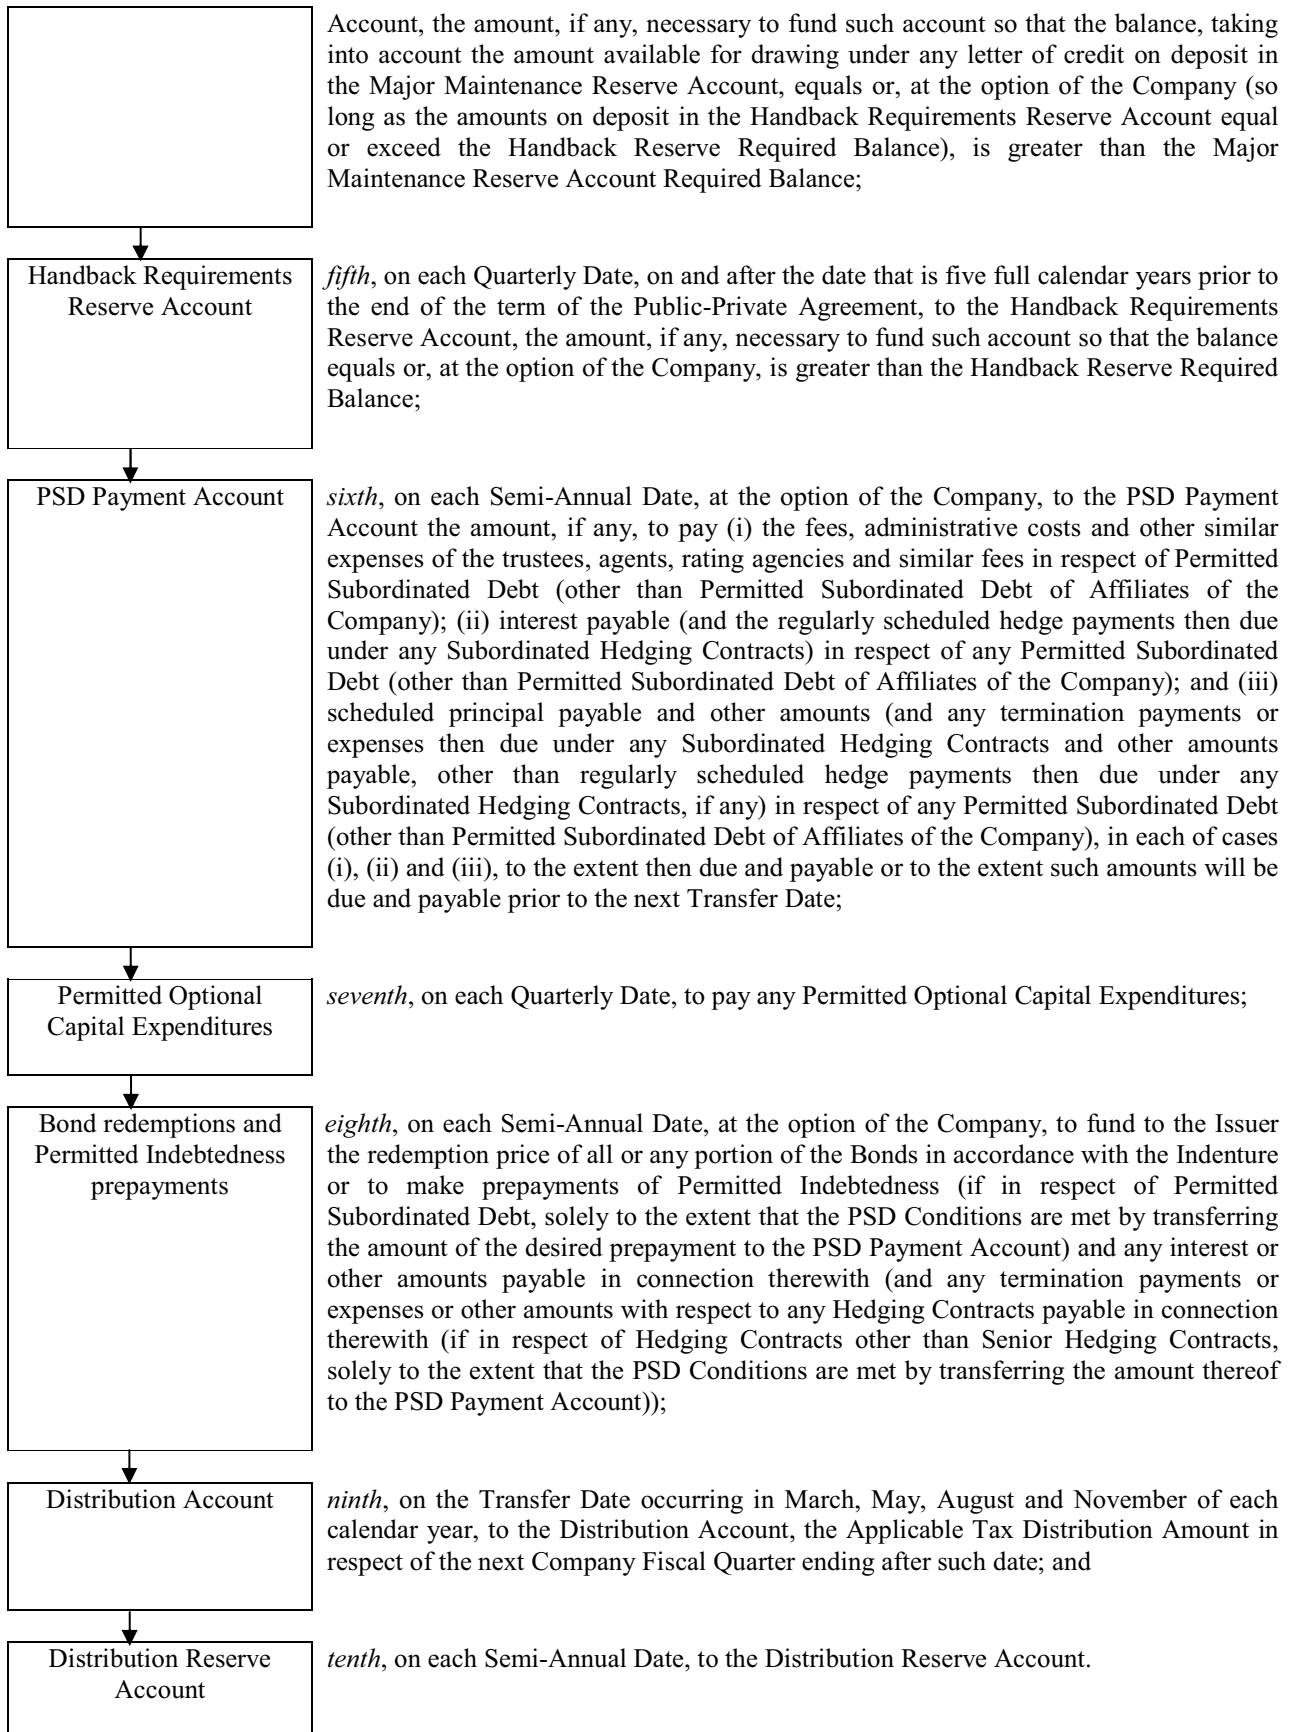 Account, the amount, if any, necessary to fund such account so that the balance, taking
into account the amount available for drawing under any letter of credit on deposit in
the Major Maintenance Reserve Account, equals or, at the option of the Company (so
long as the amounts on deposit in the Handback Requirements Reserve Account equal
or exceed the Handback Reserve Required Balance), is greater than the Major
Maintenance Reserve Account Required Balance;
Handback Requirements
Reserve Account
fifth, on each Quarterly Date, on and after the date that is five full calendar years prior to
the end of the term of the Public-Private Agreement, to the Handback Requirements
Reserve Account, the amount, if any, necessary to fund such account so that the balance
equals or, at the option of the Company, is greater than the Handback Reserve Required
Balance;
PSD Payment Account
sixth, on each Semi-Annual Date, at the option of the Company, to the PSD Payment
Account the amount, if any, to pay (i) the fees, administrative costs and other similar
expenses of the trustees, agents, rating agencies and similar fees in respect of Permitted
Subordinated Debt (other than Permitted Subordinated Debt of Affiliates of the
Company); (ii) interest payable (and the regularly scheduled hedge payments then due
under any Subordinated Hedging Contracts) in respect of any Permitted Subordinated
Debt (other than Permitted Subordinated Debt of Affiliates of the Company); and (iii)
scheduled principal payable and other amounts (and any termination payments or
expenses then due under any Subordinated Hedging Contracts and other amounts
payable, other than regularly scheduled hedge payments then due under any
Subordinated Hedging Contracts, if any) in respect of any Permitted Subordinated Debt
(other than Permitted Subordinated Debt of Affiliates of the Company), in each of cases
(i), (ii) and (iii), to the extent then due and payable or to the extent such amounts will be
due and payable prior to the next Transfer Date;
Permitted Optional
Capital Expenditures
seventh, on each Quarterly Date, to pay any Permitted Optional Capital Expenditures;
Bond redemptions and
Permitted Indebtedness
prepayments
eighth, on each Semi-Annual Date, at the option of the Company, to fund to the Issuer
the redemption price of all or any portion of the Bonds in accordance with the Indenture
or to make prepayments of Permitted Indebtedness (if in respect of Permitted
Subordinated Debt, solely to the extent that the PSD Conditions are met by transferring
the amount of the desired prepayment to the PSD Payment Account) and any interest or
other amounts payable in connection therewith (and any termination payments or
expenses or other amounts with respect to any Hedging Contracts payable in connection
therewith (if in respect of Hedging Contracts other than Senior Hedging Contracts,
solely to the extent that the PSD Conditions are met by transferring the amount thereof
to the PSD Payment Account));
Distribution Account
ninth, on the Transfer Date occurring in March, May, August and November of each
calendar year, to the Distribution Account, the Applicable Tax Distribution Amount in
respect of the next Company Fiscal Quarter ending after such date; and
Distribution Reserve
Account
tenth, on each Semi-Annual Date, to the Distribution Reserve Account.